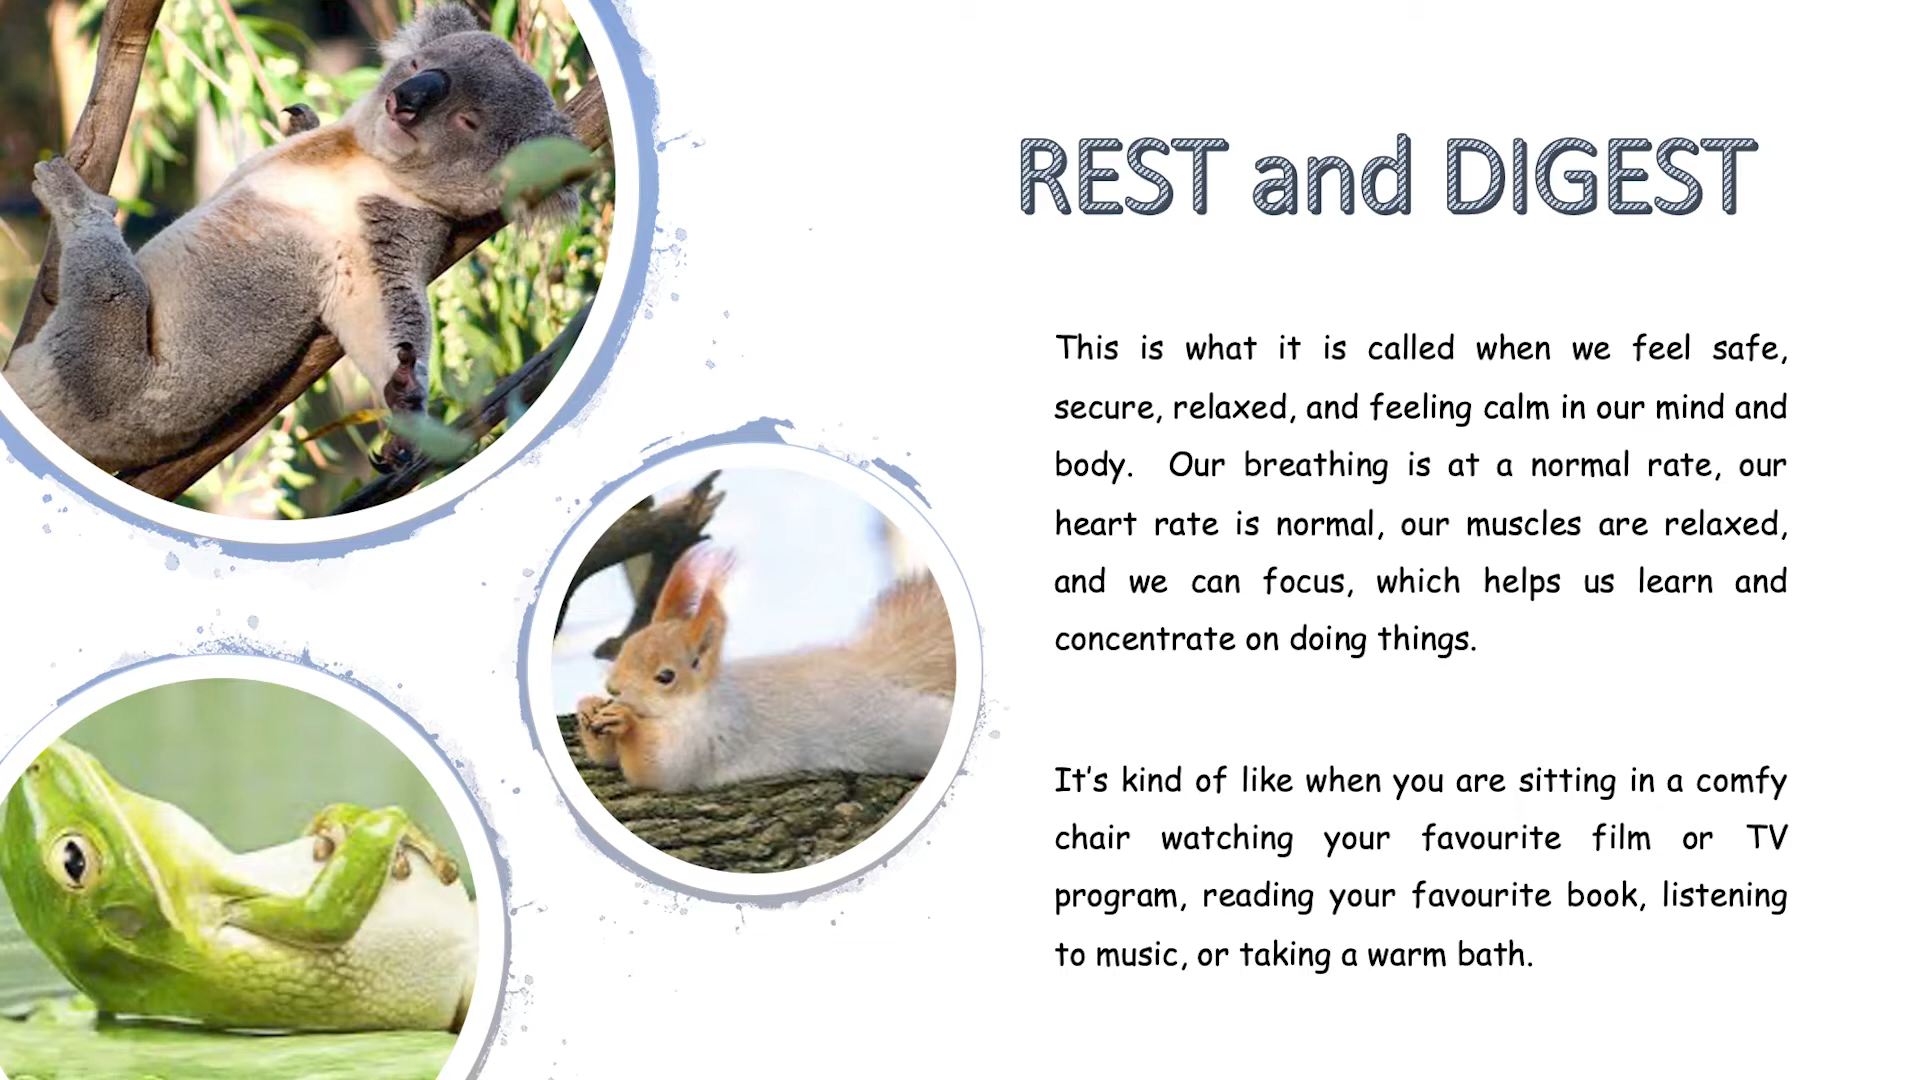 REST and DIGEST
This is what it is called when we feel safe,
secure, relaxed, and feeling calm in our mind and
body. Our breathing is at a normal rate, our
heart rate is normal, our muscles are relaxed,
and we can focus, which helps us learn and
concentrate on doing things.
It's kind of like when you are sitting in a comfy
chair watching your favourite film or TV
program, reading your favourite book, listening
to music, or taking a warm bath.